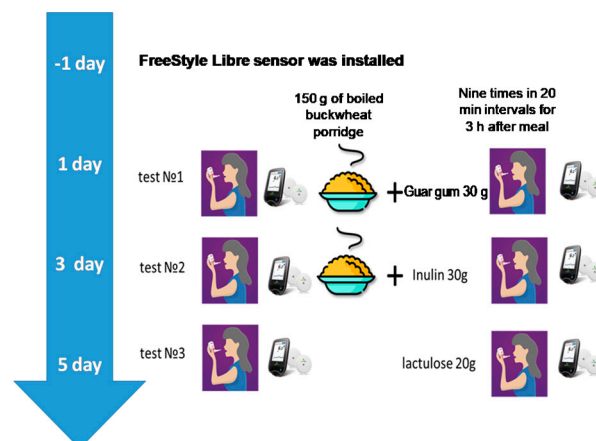 -1 day
FreeStyle Libre sensor was installed
150 g of boiled
buckwheat
porridge
Nine times in 20
min intervals for
3 h after meal
1 day
test №1
+ Guar gum 30 g
3 day
test №2
+ Inulin 30g
5 day
test №3
lactulose 20g